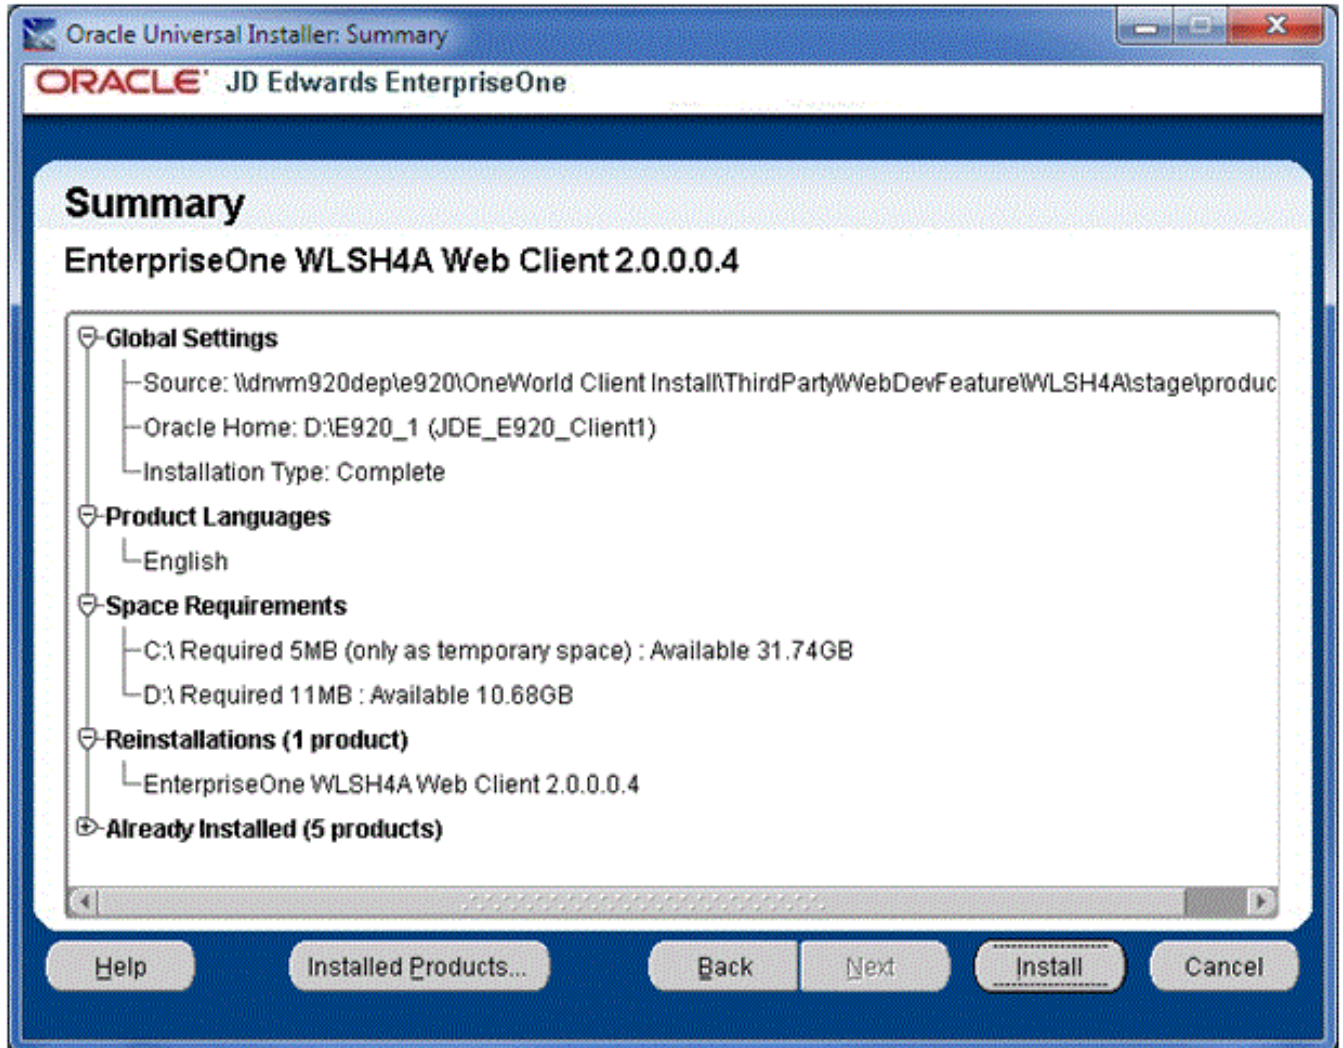 Oracle Universal Installer: Summary
ORACLE JD Edwards EnterpriseOne
Summary
EnterpriseOne WLSH4A Web Client 2.0.0.0.4
Global Settings
Source: \\dnvm920dep\e920\OneWorld Client Install\ThirdParty\WebDevFeature\WLSH4A\stage\produc
Oracle Home: D:\E920_1 (JDE_E920_Client1)
Installation Type: Complete
Product Languages
English
Space Requirements
C:\ Required 5MB (only as temporary space) : Available 31.74GB
D:\ Required 11MB : Available 10.68GB
Reinstallations (1 product)
EnterpriseOne WLSH4A Web Client 2.0.0.0.4
Already Installed (5 products)
Help Installed Products... Back Next Install Cancel